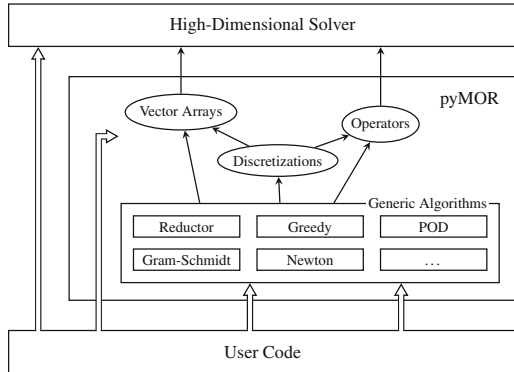 High-Dimensional Solver
pyMOR
Vector Arrays
Operators
Discretizations
Generic Algorithms
Reductor
Greedy
POD
Gram-Schmidt
Newton
...
User Code